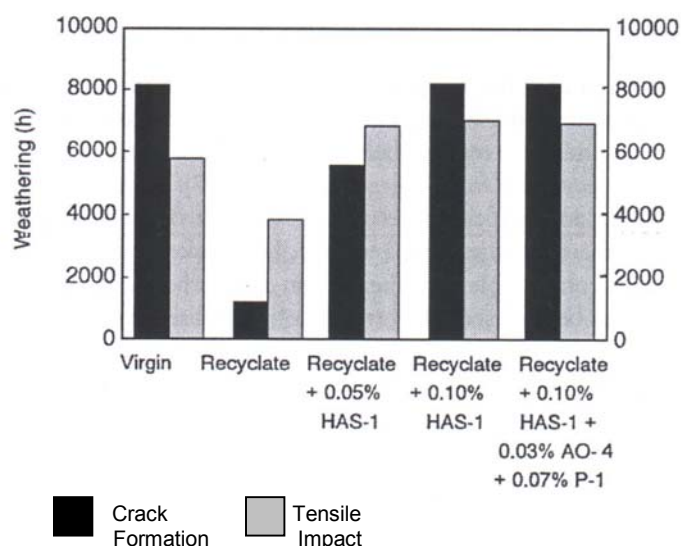 10000
8000
6000
4000
2000
0
Weathering (h)
10000
8000
6000
4000
2000
0
Virgin
Recyclate
Recyclate
+ 0.05%
HAS-1
Recyclate
+ 0.10%
HAS-1
Recyclate
+ 0.10%
HAS-1 +
0.03% AO- 4
+ 0.07% P-1
Crack
Formation
Tensile
Impact